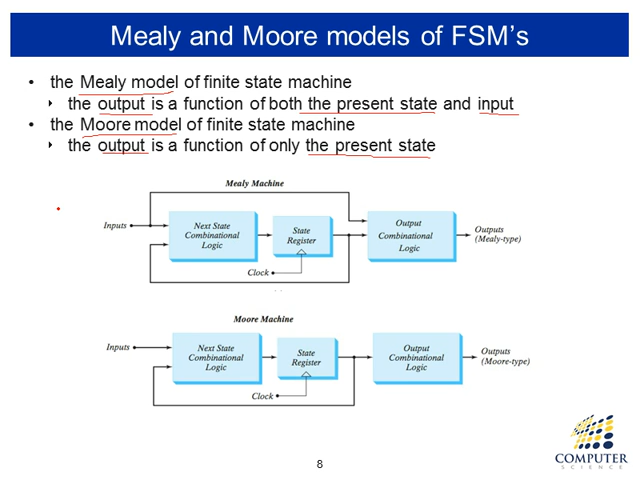 Mealy and Moore models of FSM's
• the Mealy model of finite state machine
‣ the output is a function of both the present state and input
• the Moore model of finite state machine
‣ the output is a function of only the present state
Mealy Machine
Inputs
Next State
Combinational
Logic
State
Register
Clock
Output
Combinational
Logic
Outputs
(Mealy-type)
Moore Machine
Inputs
Next State
Combinational
Logic
State
Register
Clock
Output
Combinational
Logic
Outputs
(Moore-type)
COMPUTER
SCIENCE
8